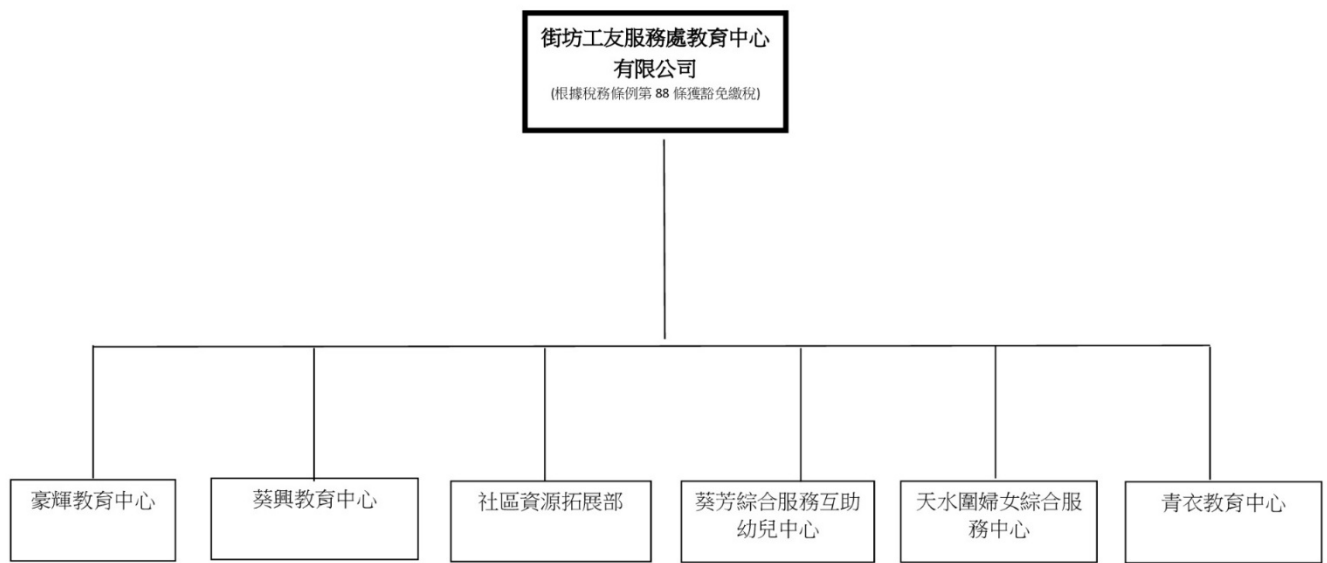 街坊工友服務處教育中心
有限公司
(根據稅務條例第 88 條獲豁免繳稅)
豪輝教育中心
葵興教育中心
社區資源拓展部
葵芳綜合服務互助
幼兒中心
天水圍婦女綜合服
務中心
青衣教育中心